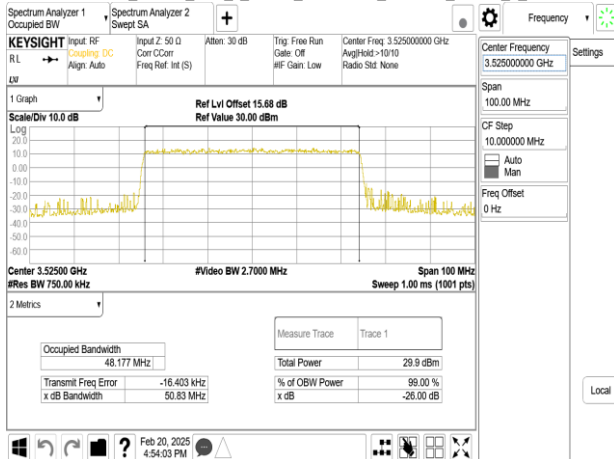 Spectrum Analyzer 1
Occupied BW
Spectrum Analyzer 2
Swept SA
+
Frequency
KEYSIGHT
RL
LXI
Input: RF
Coupling: DC
Align: Auto
Input Z: 50 Ω
Corr CCorr
Freq Ref: Int (S)
Atten: 30 dB
Trig: Free Run
Gate: Off
#IF Gain: Low
Center Freq: 3.525000000 GHz
Avg|Hold:>10/10
Radio Std: None
Center Frequency
3.525000000 GHz
Settings
Span
100.00 MHz
CF Step
10.000000 MHz
Auto
Man
Freq Offset
0 Hz
Local
1 Graph
Scale/Div 10.0 dB
Ref Lvl Offset 15.68 dB
Ref Value 30.00 dBm
Log
20.0
10.0
0.00
-10.0
-20.0
-30.0
-40.0
-50.0
-60.0
Center 3.52500 GHz
#Res BW 750.00 kHz
#Video BW 2.7000 MHz
Span 100 MHz
Sweep 1.00 ms (1001 pts)
2 Metrics
Measure Trace
Trace 1
Occupied Bandwidth
48.177 MHz
Total Power
29.9 dBm
Transmit Freq Error
-16.403 kHz
% of OBW Power
99.00 %
x dB Bandwidth
50.83 MHz
x dB
-26.00 dB
?
Feb 20, 2025
4:54:03 PM